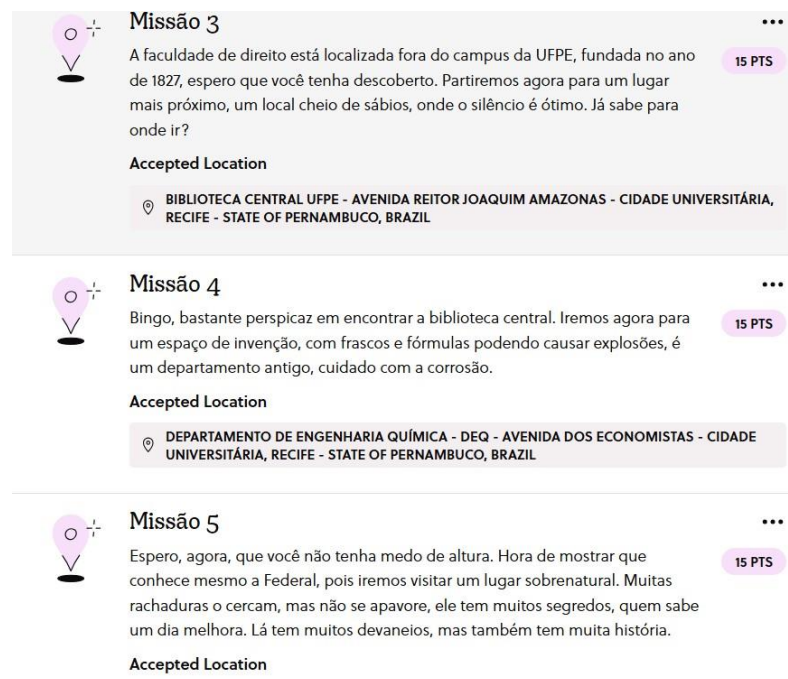 Missão 3
A faculdade de direito está localizada fora do campus da UFPE, fundada no ano
15 PTS
de 1827, espero que você tenha descoberto. Partiremos agora para um lugar
mais próximo, um local cheio de sábios, onde o silêncio é ótimo. Já sabe para
onde ir?
Accepted Location
BIBLIOTECA CENTRAL UFPE - AVENIDA REITOR JOAQUIM AMAZONAS - CIDADE UNIVERSITÁRIA,
RECIFE - STATE OF PERNAMBUCO, BRAZIL
Missão 4
Bingo, bastante perspicaz em encontrar a biblioteca central. Iremos agora para
15 PTS
um espaço de invenção, com frascos e fórmulas podendo causar explosões, é
um departamento antigo, cuidado com a corrosão.
Accepted Location
DEPARTAMENTO DE ENGENHARIA QUÍMICA - DEQ - AVENIDA DOS ECONOMISTAS - CIDADE
UNIVERSITÁRIA, RECIFE - STATE OF PERNAMBUCO, BRAZIL
Missão 5
Espero, agora, que você não tenha medo de altura. Hora de mostrar que
15 PTS
conhece mesmo a Federal, pois iremos visitar um lugar sobrenatural. Muitas
rachaduras o cercam, mas não se apavore, ele tem muitos segredos, quem sabe
um dia melhora. Lá tem muitos devaneios, mas também tem muita história.
Accepted Location